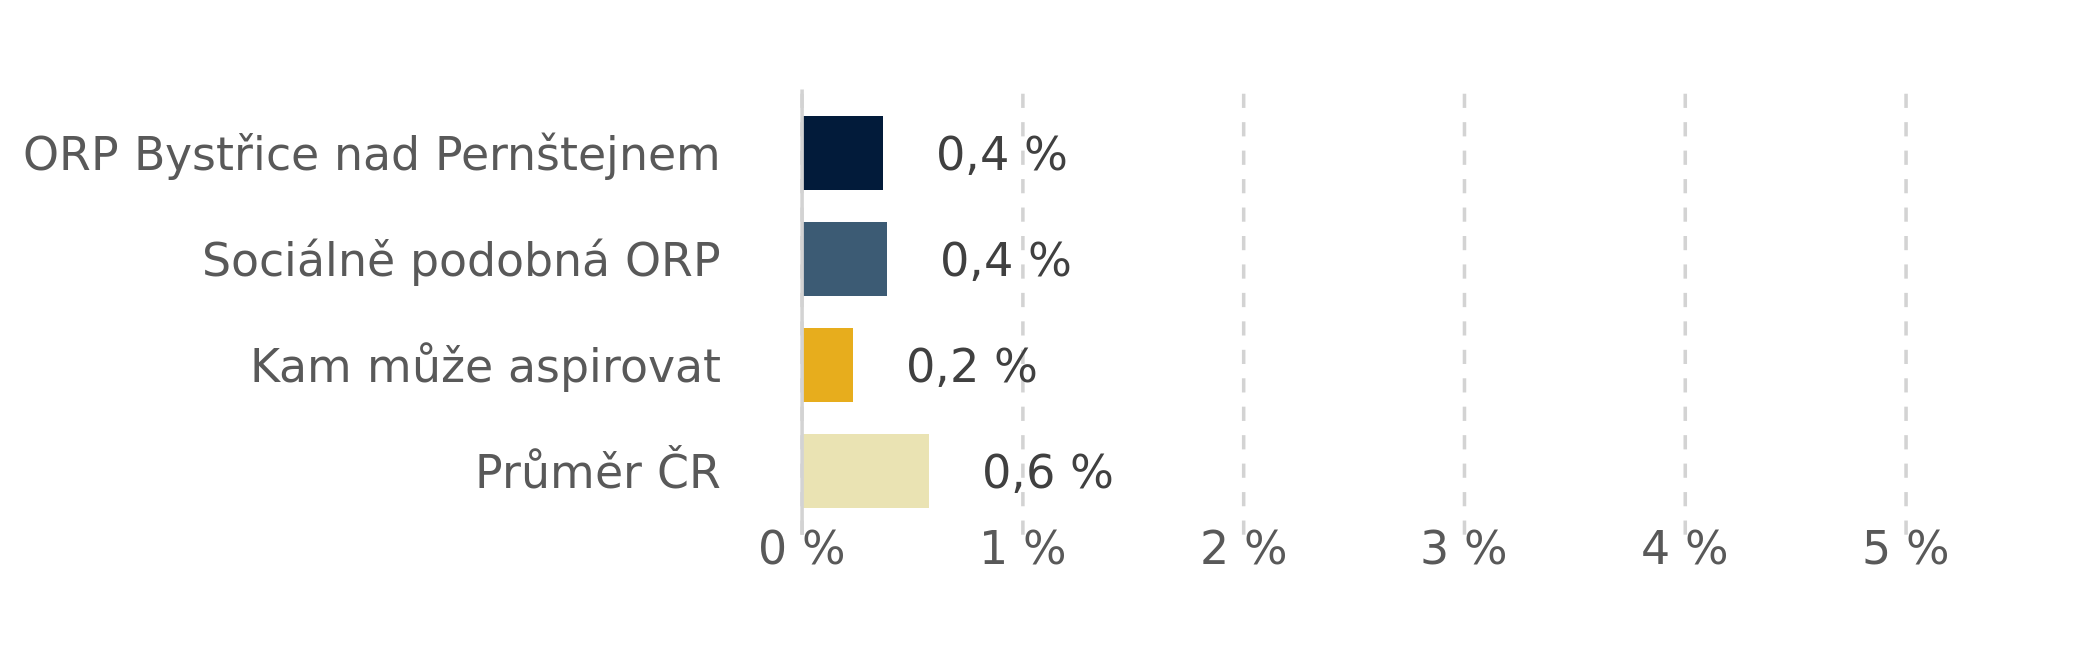 ORP Bystřice nad Pernštejnem 0,4 %
Sociálně podobná ORP 0,4 %
Kam může aspirovat 0,2 %
Průměr ČR 0,6 %
0 % 1 % 2 % 3 % 4 % 5 %